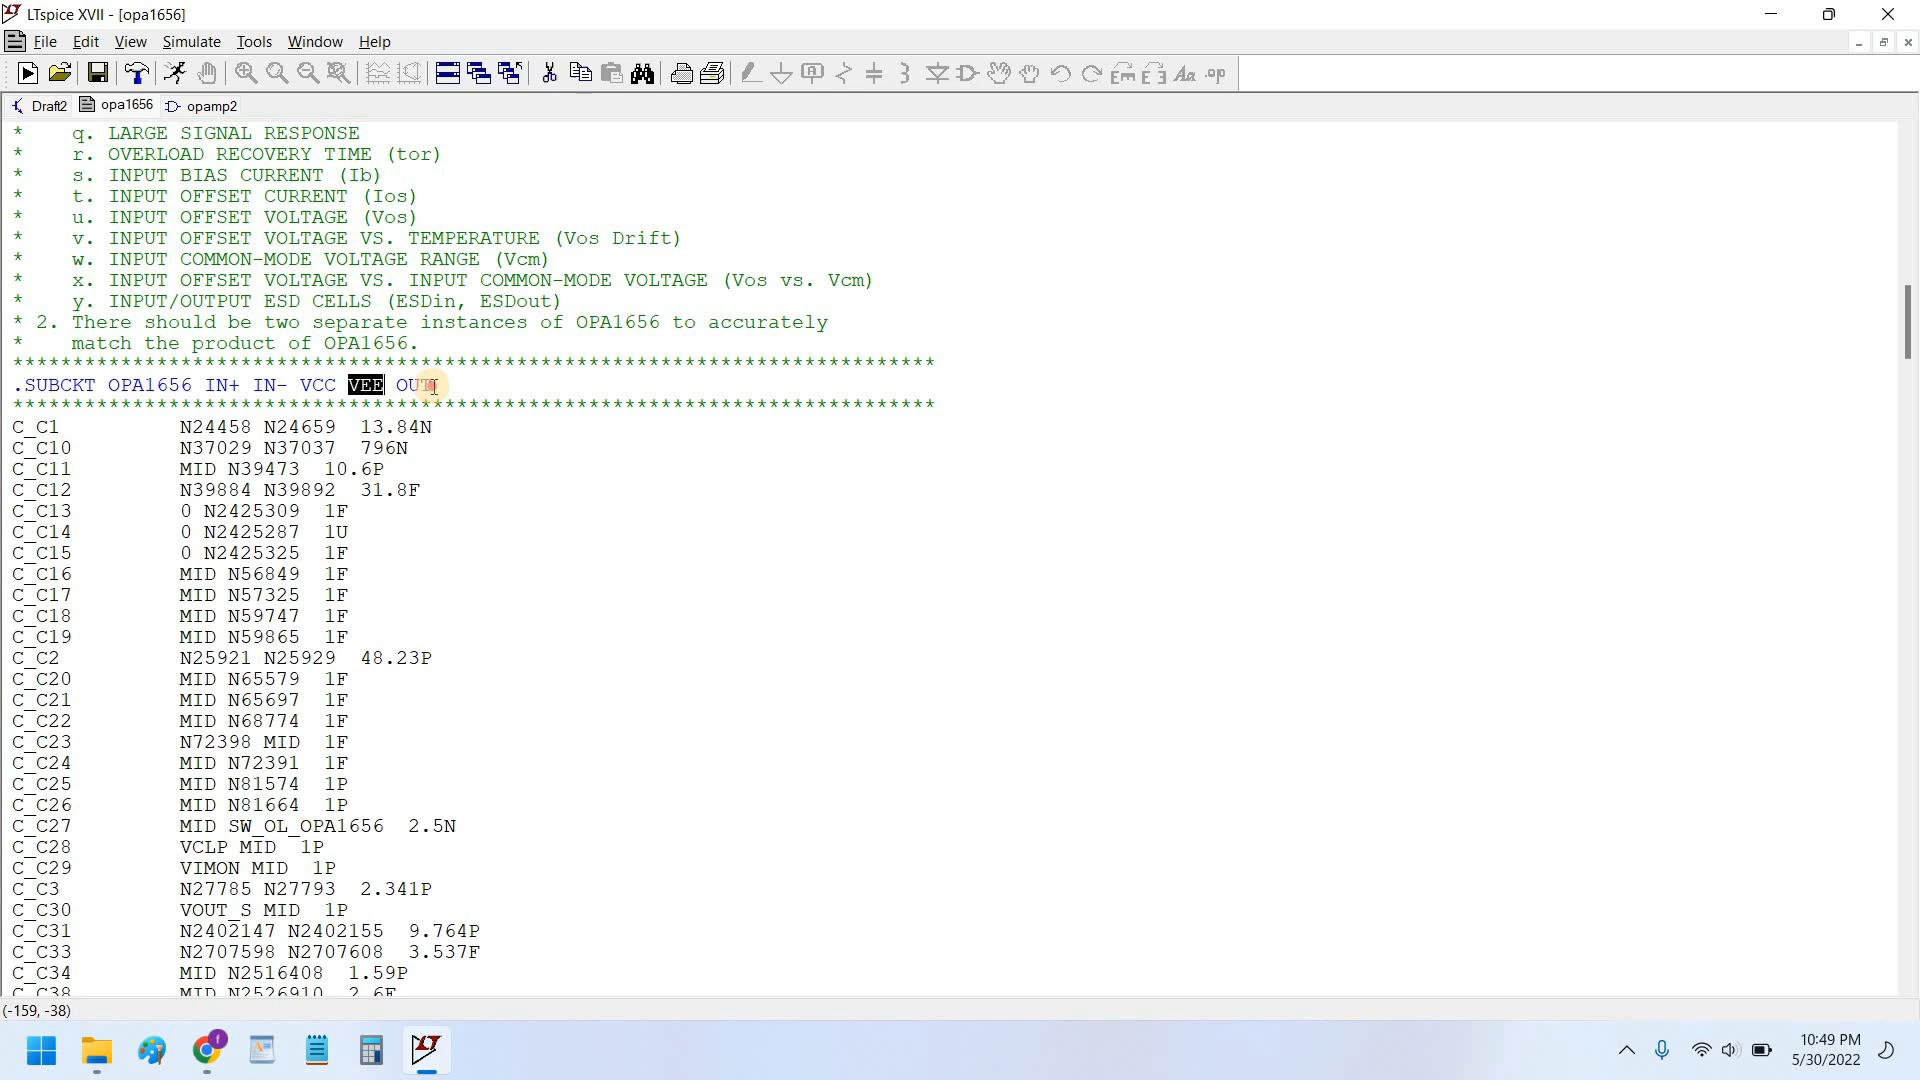 LTspice XVII - [opa1656]
File Edit View Simulate Tools Window Help
Draft2 opa1656 opamp2
* q. LARGE SIGNAL RESPONSE
* r. OVERLOAD RECOVERY TIME (tor)
* s. INPUT BIAS CURRENT (Ib)
* t. INPUT OFFSET CURRENT (Ios)
* u. INPUT OFFSET VOLTAGE (Vos)
* v. INPUT OFFSET VOLTAGE VS. TEMPERATURE (Vos Drift)
* w. INPUT COMMON-MODE VOLTAGE RANGE (Vcm)
* x. INPUT OFFSET VOLTAGE VS. INPUT COMMON-MODE VOLTAGE (Vos vs. Vcm)
* y. INPUT/OUTPUT ESD CELLS (ESDin, ESDout)
* 2. There should be two separate instances of OPA1656 to accurately
* match the product of OPA1656.
******************************************************************************
.SUBCKT OPA1656 IN+ IN- VCC VEE OUT
******************************************************************************
C_C1 N24458 N24659 13.84N
C_C10 N37029 N37037 796N
C_C11 MID N39473 10.6P
C_C12 N39884 N39892 31.8F
C_C13 0 N2425309 1F
C_C14 0 N2425287 1U
C_C15 0 N2425325 1F
C_C16 MID N56849 1F
C_C17 MID N57325 1F
C_C18 MID N59747 1F
C_C19 MID N59865 1F
C_C2 N25921 N25929 48.23P
C_C20 MID N65579 1F
C_C21 MID N65697 1F
C_C22 MID N68774 1F
C_C23 N72398 MID 1F
C_C24 MID N72391 1F
C_C25 MID N81574 1P
C_C26 MID N81664 1P
C_C27 MID SW_OL_OPA1656 2.5N
C_C28 VCLP MID 1P
C_C29 VIMON MID 1P
C_C3 N27785 N27793 2.341P
C_C30 VOUT_S MID 1P
C_C31 N2402147 N2402155 9.764P
C_C33 N2707598 N2707608 3.537F
C_C34 MID N2516408 1.59P
C_C38 MID N2526910 2.6F
(-159, -38)
10:49 PM
5/30/2022